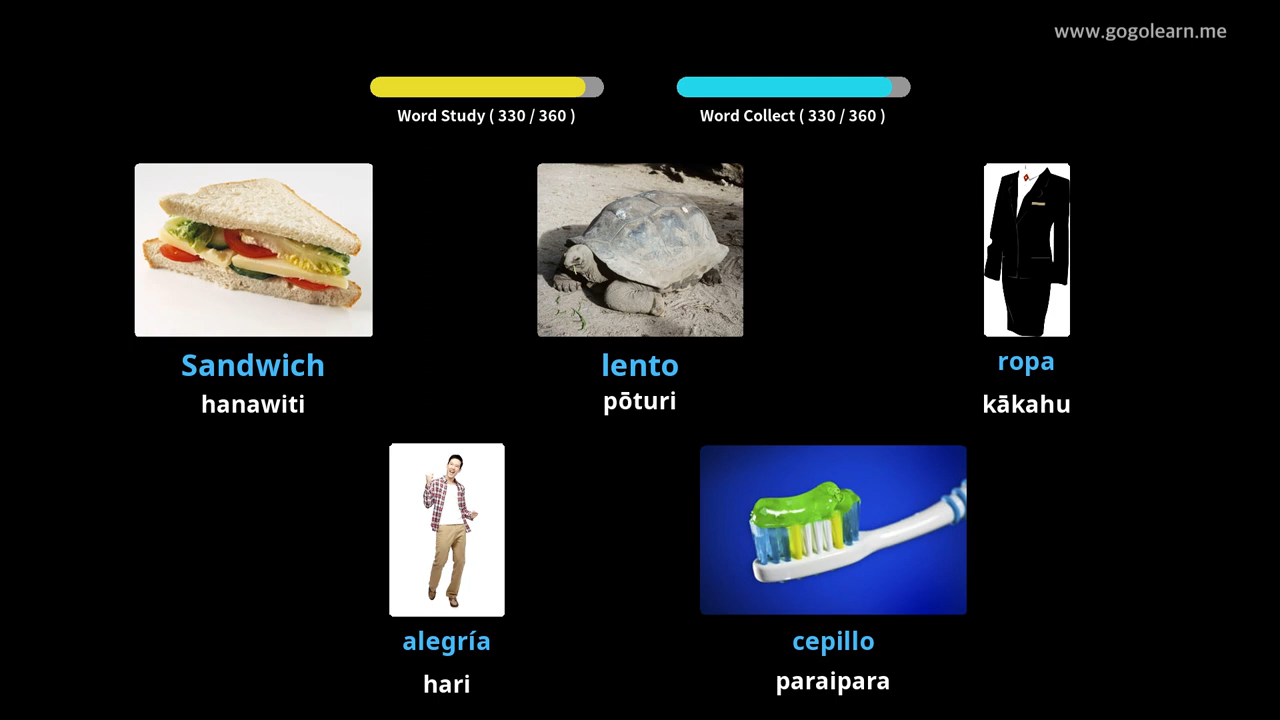 www.gogolearn.me
Word Study ( 330 / 360 )
Word Collect ( 330 / 360 )
Sandwich
hanawiti
lento
pōturi
ropa
kākahu
alegría
hari
cepillo
paraipara